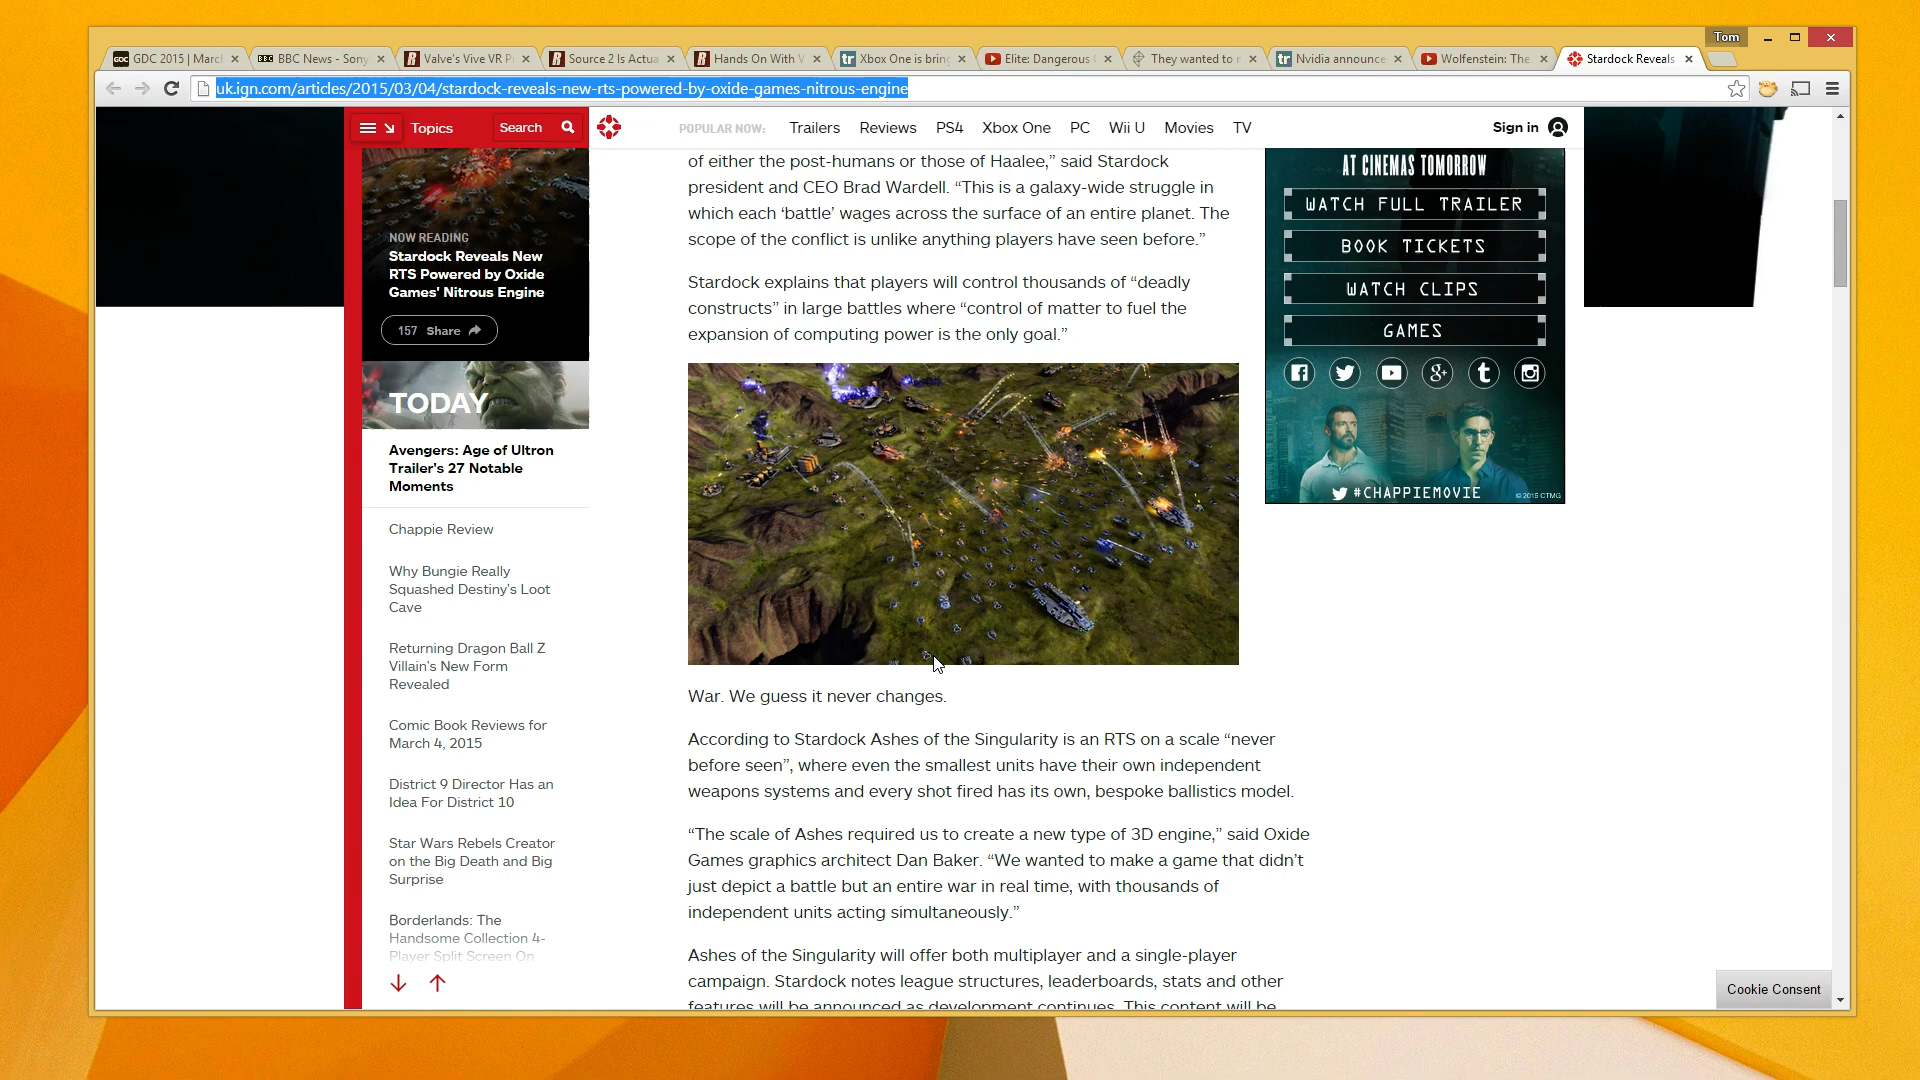 Tom
GDC 2015 | Marcl
BBC News - Sony
Valve's Vive VR P
Source 2 Is Actua
Hands On With V
Xbox One is bring
Elite: Dangerous
They wanted to r
Nvidia announce
Wolfenstein: The
Stardock Reveals
uk.ign.com/articles/2015/03/04/stardock-reveals-new-rts-powered-by-oxide-games-nitrous-engine
Topics
Search
POPULAR NOW:
Trailers
Reviews
PS4
Xbox One
PC
Wii U
Movies
TV
Sign in
NOW READING
Stardock Reveals New
RTS Powered by Oxide
Games' Nitrous Engine
157 Share
TODAY
Avengers: Age of Ultron
Trailer's 27 Notable
Moments
Chappie Review
Why Bungie Really
Squashed Destiny's Loot
Cave
Returning Dragon Ball Z
Villain's New Form
Revealed
Comic Book Reviews for
March 4, 2015
District 9 Director Has an
Idea For District 10
Star Wars Rebels Creator
on the Big Death and Big
Surprise
Borderlands: The
Handsome Collection 4-
Player Split Screen On
of either the post-humans or those of Haalee,” said Stardock
president and CEO Brad Wardell. “This is a galaxy-wide struggle in
which each ‘battle’ wages across the surface of an entire planet. The
scope of the conflict is unlike anything players have seen before.”
Stardock explains that players will control thousands of “deadly
constructs” in large battles where “control of matter to fuel the
expansion of computing power is the only goal.”
War. We guess it never changes.
According to Stardock Ashes of the Singularity is an RTS on a scale “never
before seen”, where even the smallest units have their own independent
weapons systems and every shot fired has its own, bespoke ballistics model.
“The scale of Ashes required us to create a new type of 3D engine,” said Oxide
Games graphics architect Dan Baker. “We wanted to make a game that didn’t
just depict a battle but an entire war in real time, with thousands of
independent units acting simultaneously.”
Ashes of the Singularity will offer both multiplayer and a single-player
campaign. Stardock notes league structures, leaderboards, stats and other
features will be announced as development continues. This content will be
AT CINEMAS TOMORROW
WATCH FULL TRAILER
BOOK TICKETS
WATCH CLIPS
GAMES
#CHAPPIEMOVIE
© 2015 CTMG
Cookie Consent